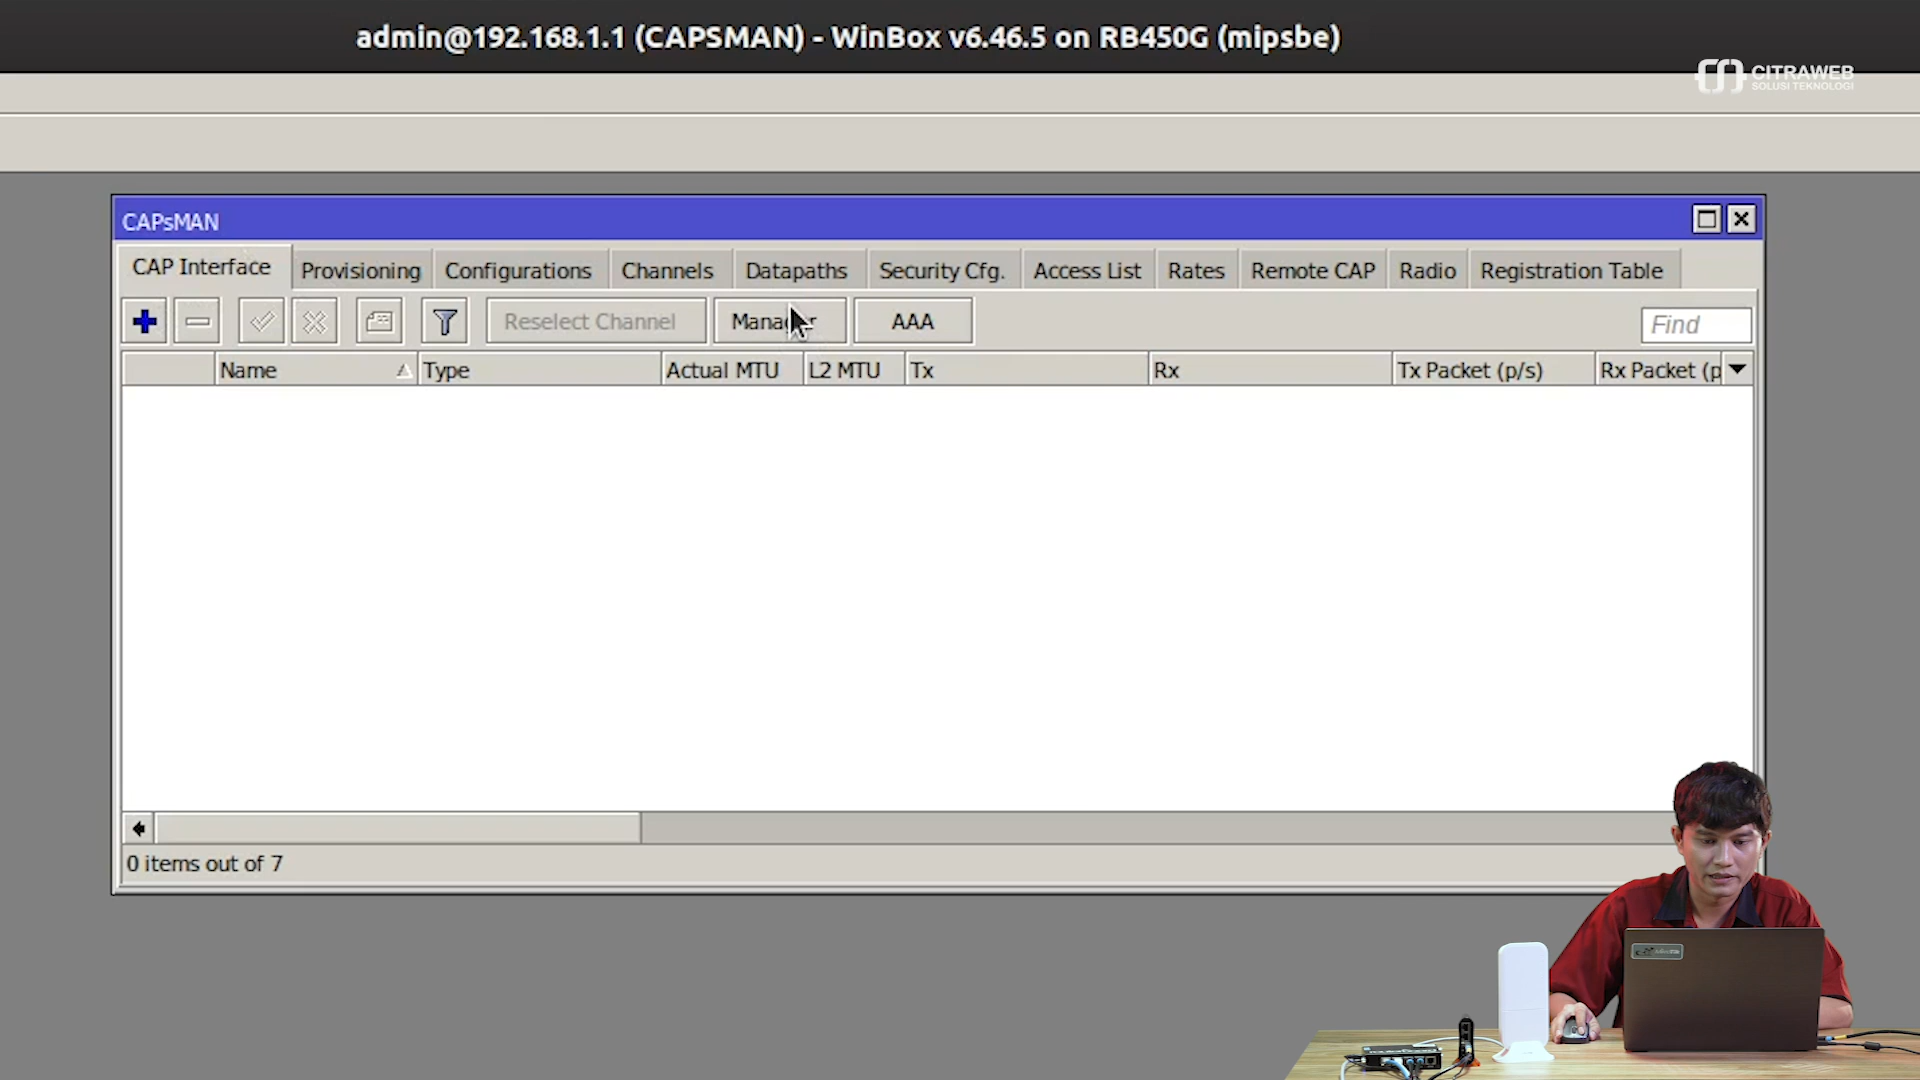 admin@192.168.1.1 (CAPSMAN) - WinBox v6.46.5 on RB450G (mipsbe)
CITRAWEB
SOLUSI TEKNOLOGI
CAPsMAN
CAP Interface Provisioning Configurations Channels Datapaths Security Cfg. Access List Rates Remote CAP Radio Registration Table
Reselect Channel Manager AAA Find
Name Type Actual MTU L2 MTU Tx Rx Tx Packet (p/s) Rx Packet (p
0 items out of 7